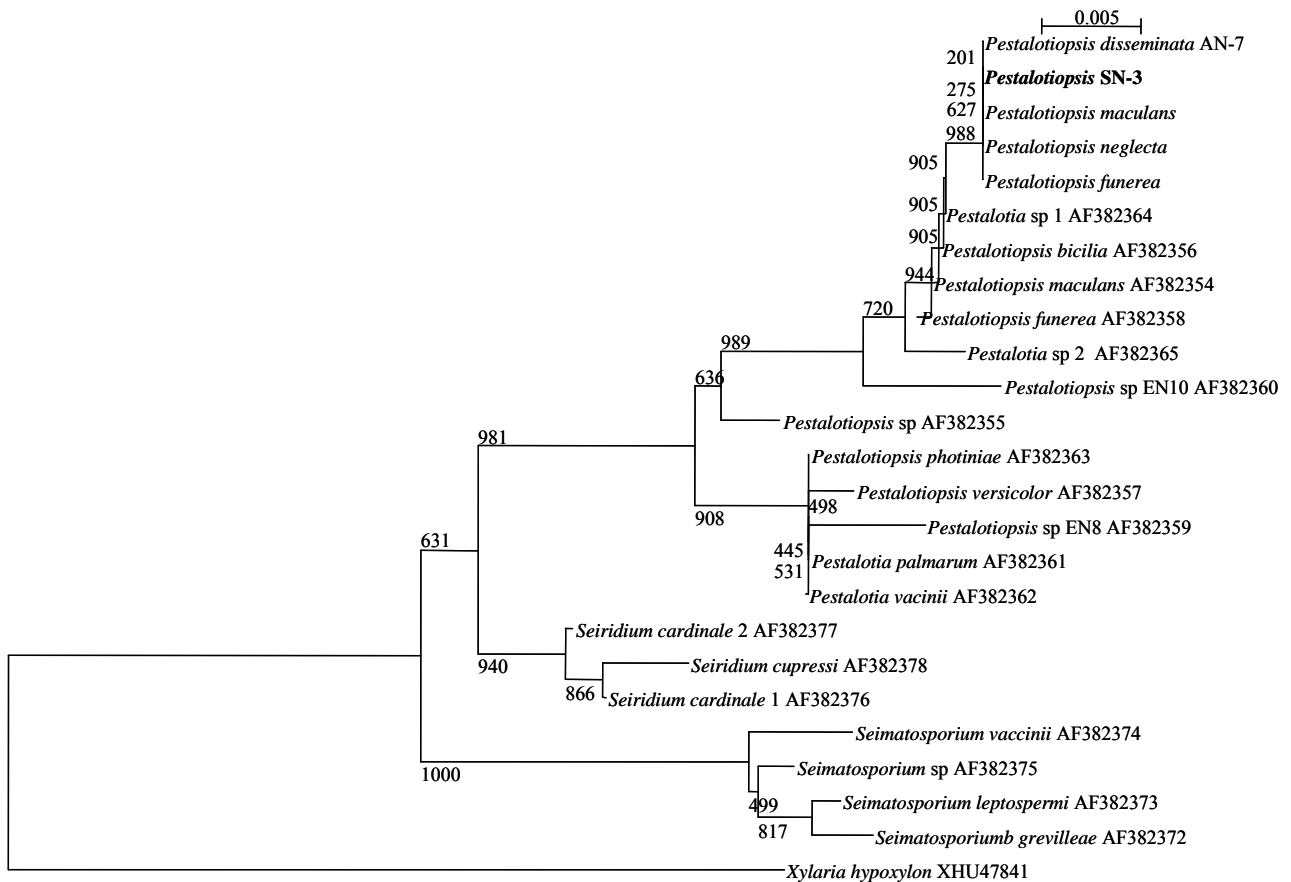 0.005
Pestalotiopsis disseminata AN-7
201
Pestalotiopsis SN-3
275
627
Pestalotiopsis maculans
988
Pestalotiopsis neglecta
905
Pestalotiopsis funerea
905
Pestalotia sp 1 AF382364
905
Pestalotiopsis bicilia AF382356
944
Pestalotiopsis maculans AF382354
720
Pestalotiopsis funerea AF382358
989
Pestalotia sp 2 AF382365
636
Pestalotiopsis sp EN10 AF382360
Pestalotiopsis sp AF382355
981
Pestalotiopsis photiniae AF382363
Pestalotiopsis versicolor AF382357
498
908
Pestalotiopsis sp EN8 AF382359
631
445
Pestalotia palmarum AF382361
531
Pestalotia vacinii AF382362
Seiridium cardinale 2 AF382377
940
Seiridium cupressi AF382378
866
Seiridium cardinale 1 AF382376
Seimatosporium vaccinii AF382374
1000
Seimatosporium sp AF382375
499
Seimatosporium leptospermi AF382373
817
Seimatosporiumb grevilleae AF382372
Xylaria hypoxylon XHU47841